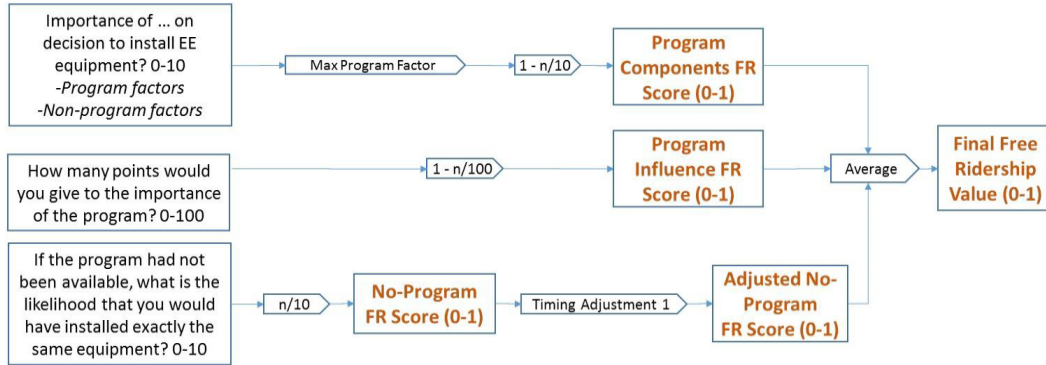 Importance of ... on
decision to install EE
equipment? 0-10
-Program factors
-Non-program factors
Max Program Factor
1 - n/10
Program
Components FR
Score (0-1)
How many points would
you give to the importance
of the program? 0-100
1 - n/100
Program
Influence FR
Score (0-1)
Average
Final Free
Ridership
Value (0-1)
If the program had not
been available, what is the
likelihood that you would
have installed exactly the
same equipment? 0-10
n/10
No-Program
FR Score (0-1)
Timing Adjustment 1
Adjusted No-
Program
FR Score (0-1)